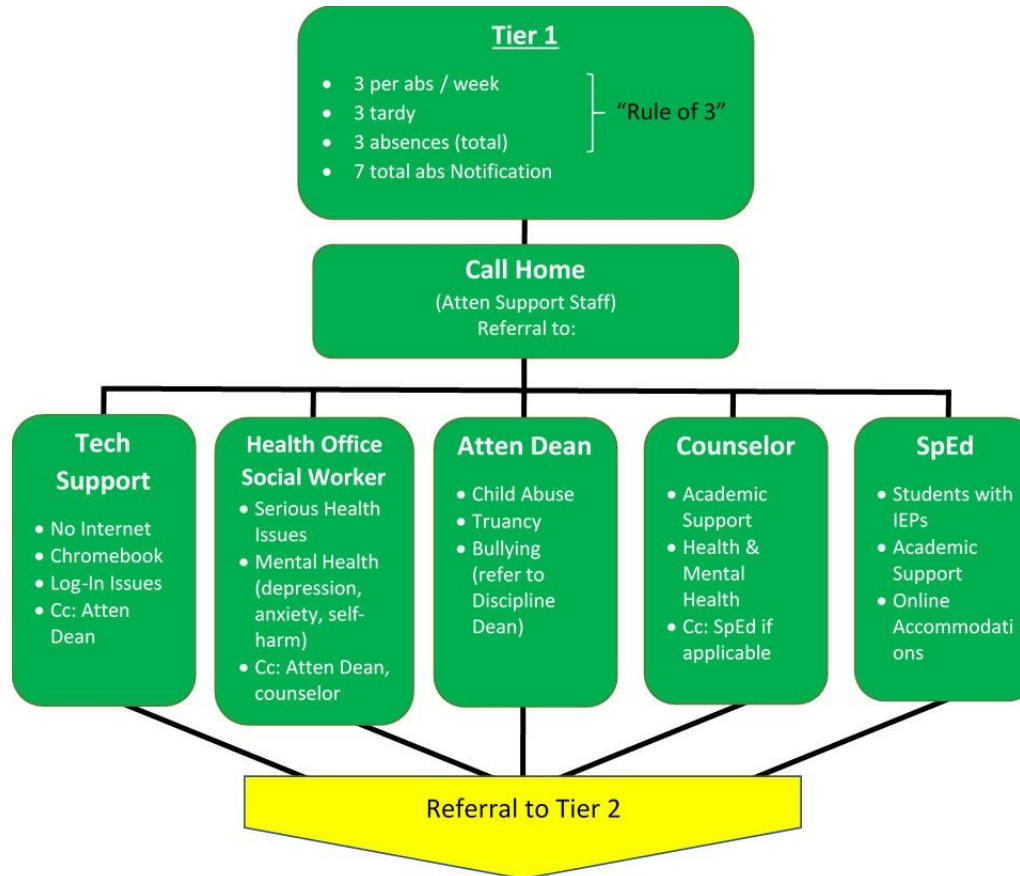 Tier 1
• 3 per abs / week
• 3 tardy
• 3 absences (total)
• 7 total abs Notification
“Rule of 3”
Call Home
(Atten Support Staff)
Referral to:
Tech
Support
• No Internet
• Chromebook
• Log-In Issues
• Cc: Atten
Dean
Health Office
Social Worker
• Serious Health
Issues
• Mental Health
(depression,
anxiety, self-
harm)
• Cc: Atten Dean,
counselor
Atten Dean
• Child Abuse
• Truancy
• Bullying
(refer to
Discipline
Dean)
Counselor
• Academic
Support
• Health &
Mental
Health
• Cc: SpEd if
applicable
SpEd
• Students with
IEPs
• Academic
Support
• Online
Accommodati
ons
Referral to Tier 2